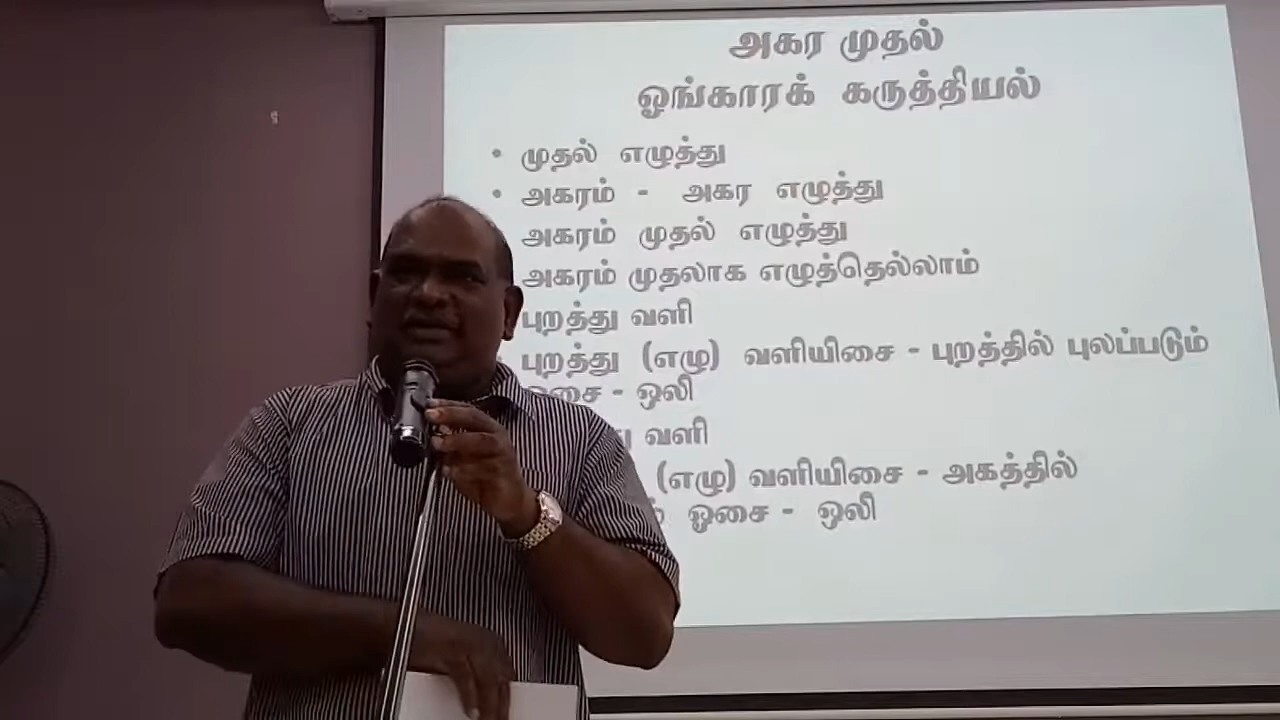 அகர முதல்
ஓங்காரக் கருத்தியல்
• முதல் எழுத்து
• அகரம் - அகர எழுத்து
அகரம் முதல் எழுத்து
அகரம் முதலாக எழுத்தெல்லாம்
புறத்து வளி
புறத்து (எழு) வளியிசை - புறத்தில் புலப்படும்
ஓசை - ஒலி
வளி
(எழு) வளியிசை - அகத்தில்
ஓசை - ஒலி